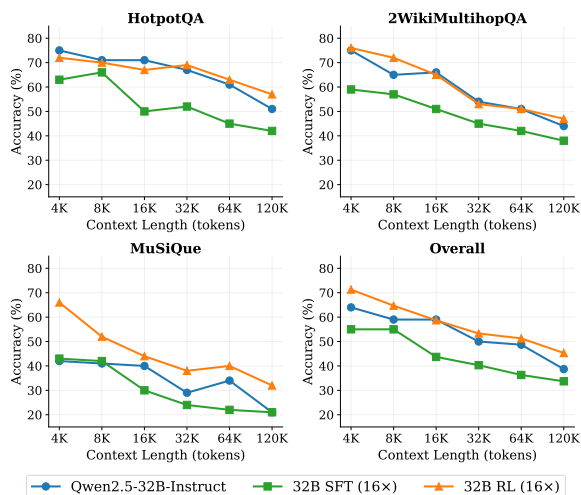 HotpotQA
80
70
60
50
40
30
20
Accuracy (%)
4K 8K 16K 32K 64K 120K
Context Length (tokens)
2WikiMultihopQA
80
70
60
50
40
30
20
Accuracy (%)
4K 8K 16K 32K 64K 120K
Context Length (tokens)
MuSiQue
80
70
60
50
40
30
20
Accuracy (%)
4K 8K 16K 32K 64K 120K
Context Length (tokens)
Overall
80
70
60
50
40
30
20
Accuracy (%)
4K 8K 16K 32K 64K 120K
Context Length (tokens)
Qwen2.5-32B-Instruct 32B SFT (16×) 32B RL (16×)